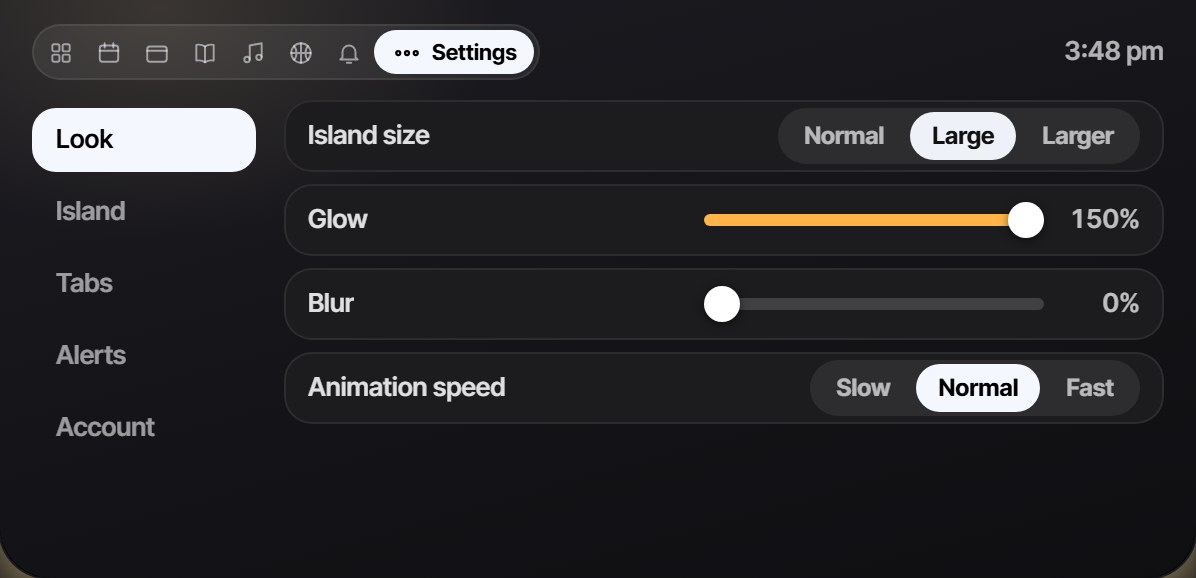 Settings
3:48 pm
Look
Island
Tabs
Alerts
Account
Island size
Normal
Large
Larger
Glow
150%
Blur
0%
Animation speed
Slow
Normal
Fast